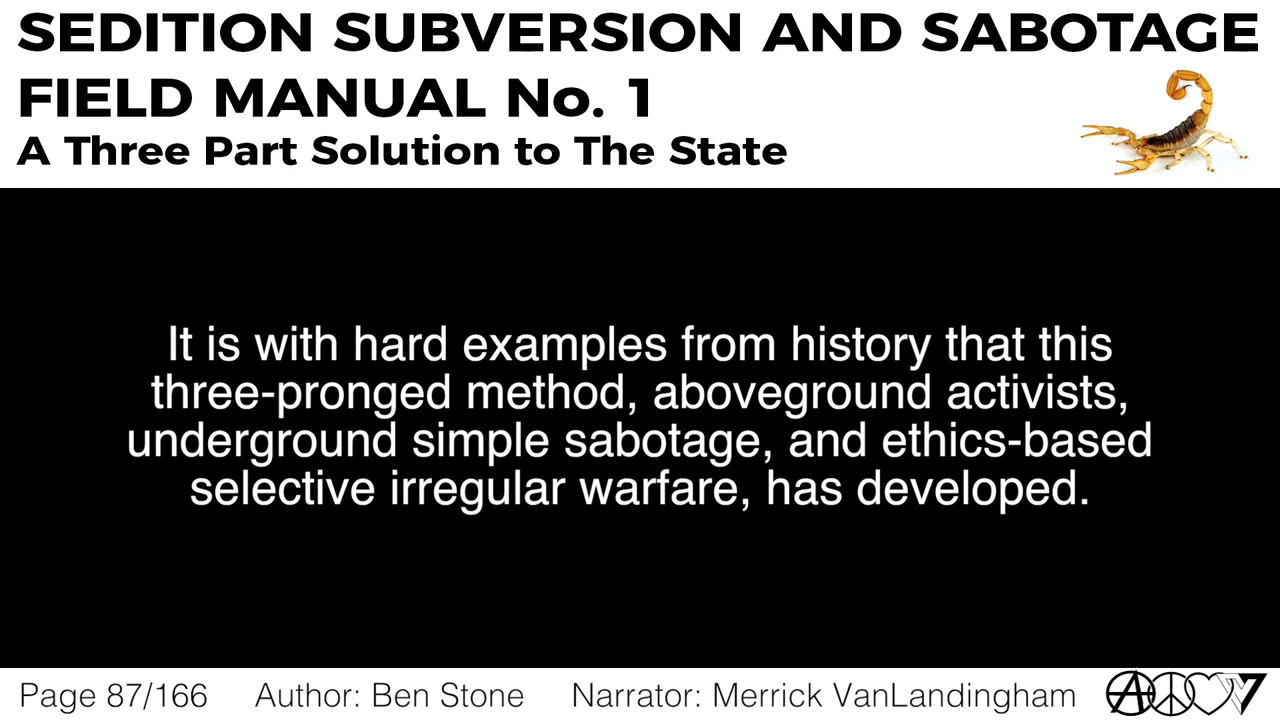 SEDITION SUBVERSION AND SABOTAGE
FIELD MANUAL No. 1
A Three Part Solution to The State
It is with hard examples from history that this
three-pronged method, aboveground activists,
underground simple sabotage, and ethics-based
selective irregular warfare, has developed.
Page 87/166 Author: Ben Stone Narrator: Merrick VanLandingham